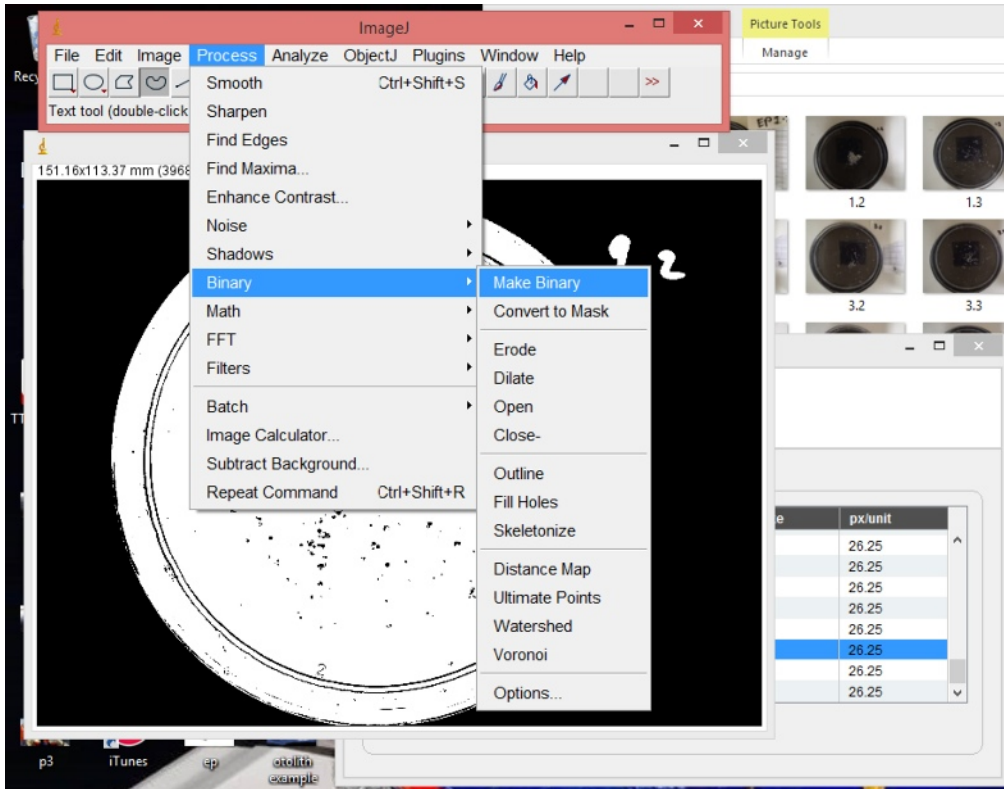 ImageJ
File Edit Image Process Analyze ObjectJ Plugins Window Help
>>
Text tool (double-click
Picture Tools
Manage
151.16x113.37 mm (3968
Smooth Ctrl+Shift+S
Sharpen
Find Edges
Find Maxima...
Enhance Contrast...
Noise
Shadows
Binary
Math
FFT
Filters
Batch
Image Calculator...
Subtract Background...
Repeat Command Ctrl+Shift+R
Make Binary
Convert to Mask
Erode
Dilate
Open
Close-
Outline
Fill Holes
Skeletonize
Distance Map
Ultimate Points
Watershed
Voronoi
Options...
2
2
1.2 1.3
3.2 3.3
e px/unit
26.25
26.25
26.25
26.25
26.25
26.25
26.25
26.25
Recy
TT
p3 iTunes ep otolith
example